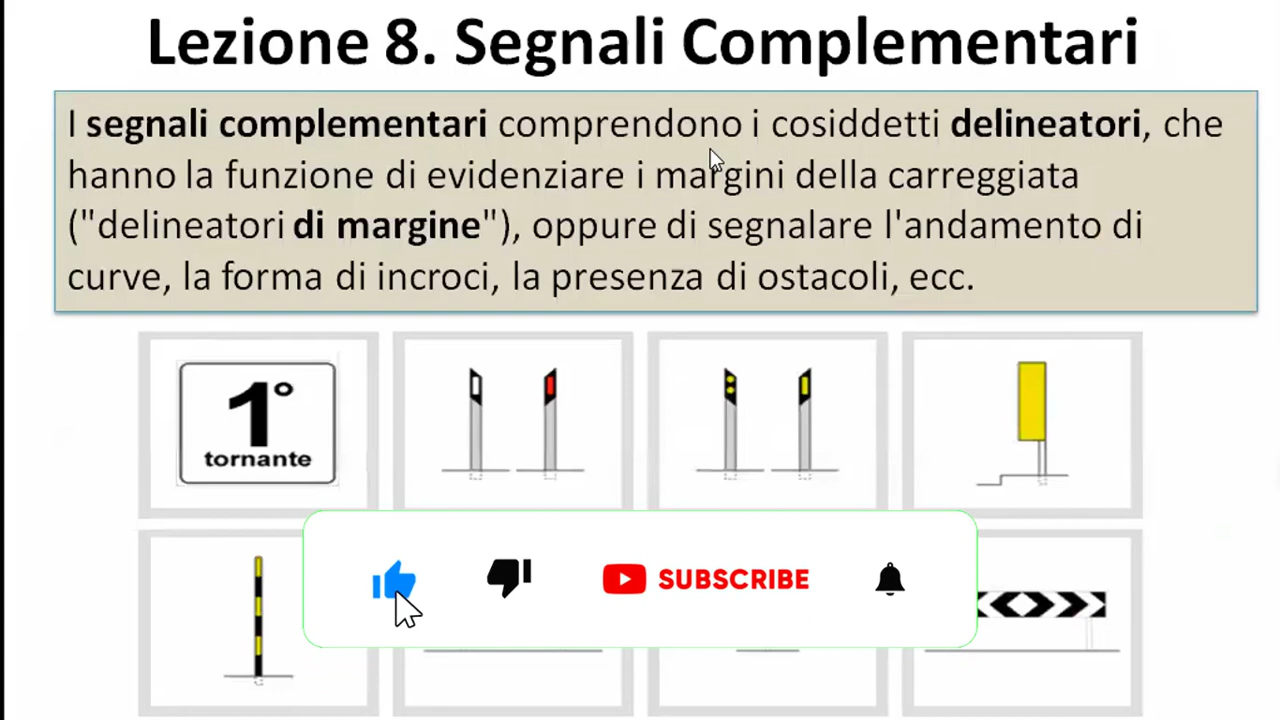 Lezione 8. Segnali Complementari
I segnali complementari comprendono i cosiddetti delineatori, che
hanno la funzione di evidenziare i margini della carreggiata
("delineatori di margine"), oppure di segnalare l'andamento di
curve, la forma di incroci, la presenza di ostacoli, ecc.
1°
tornante
SUBSCRIBE